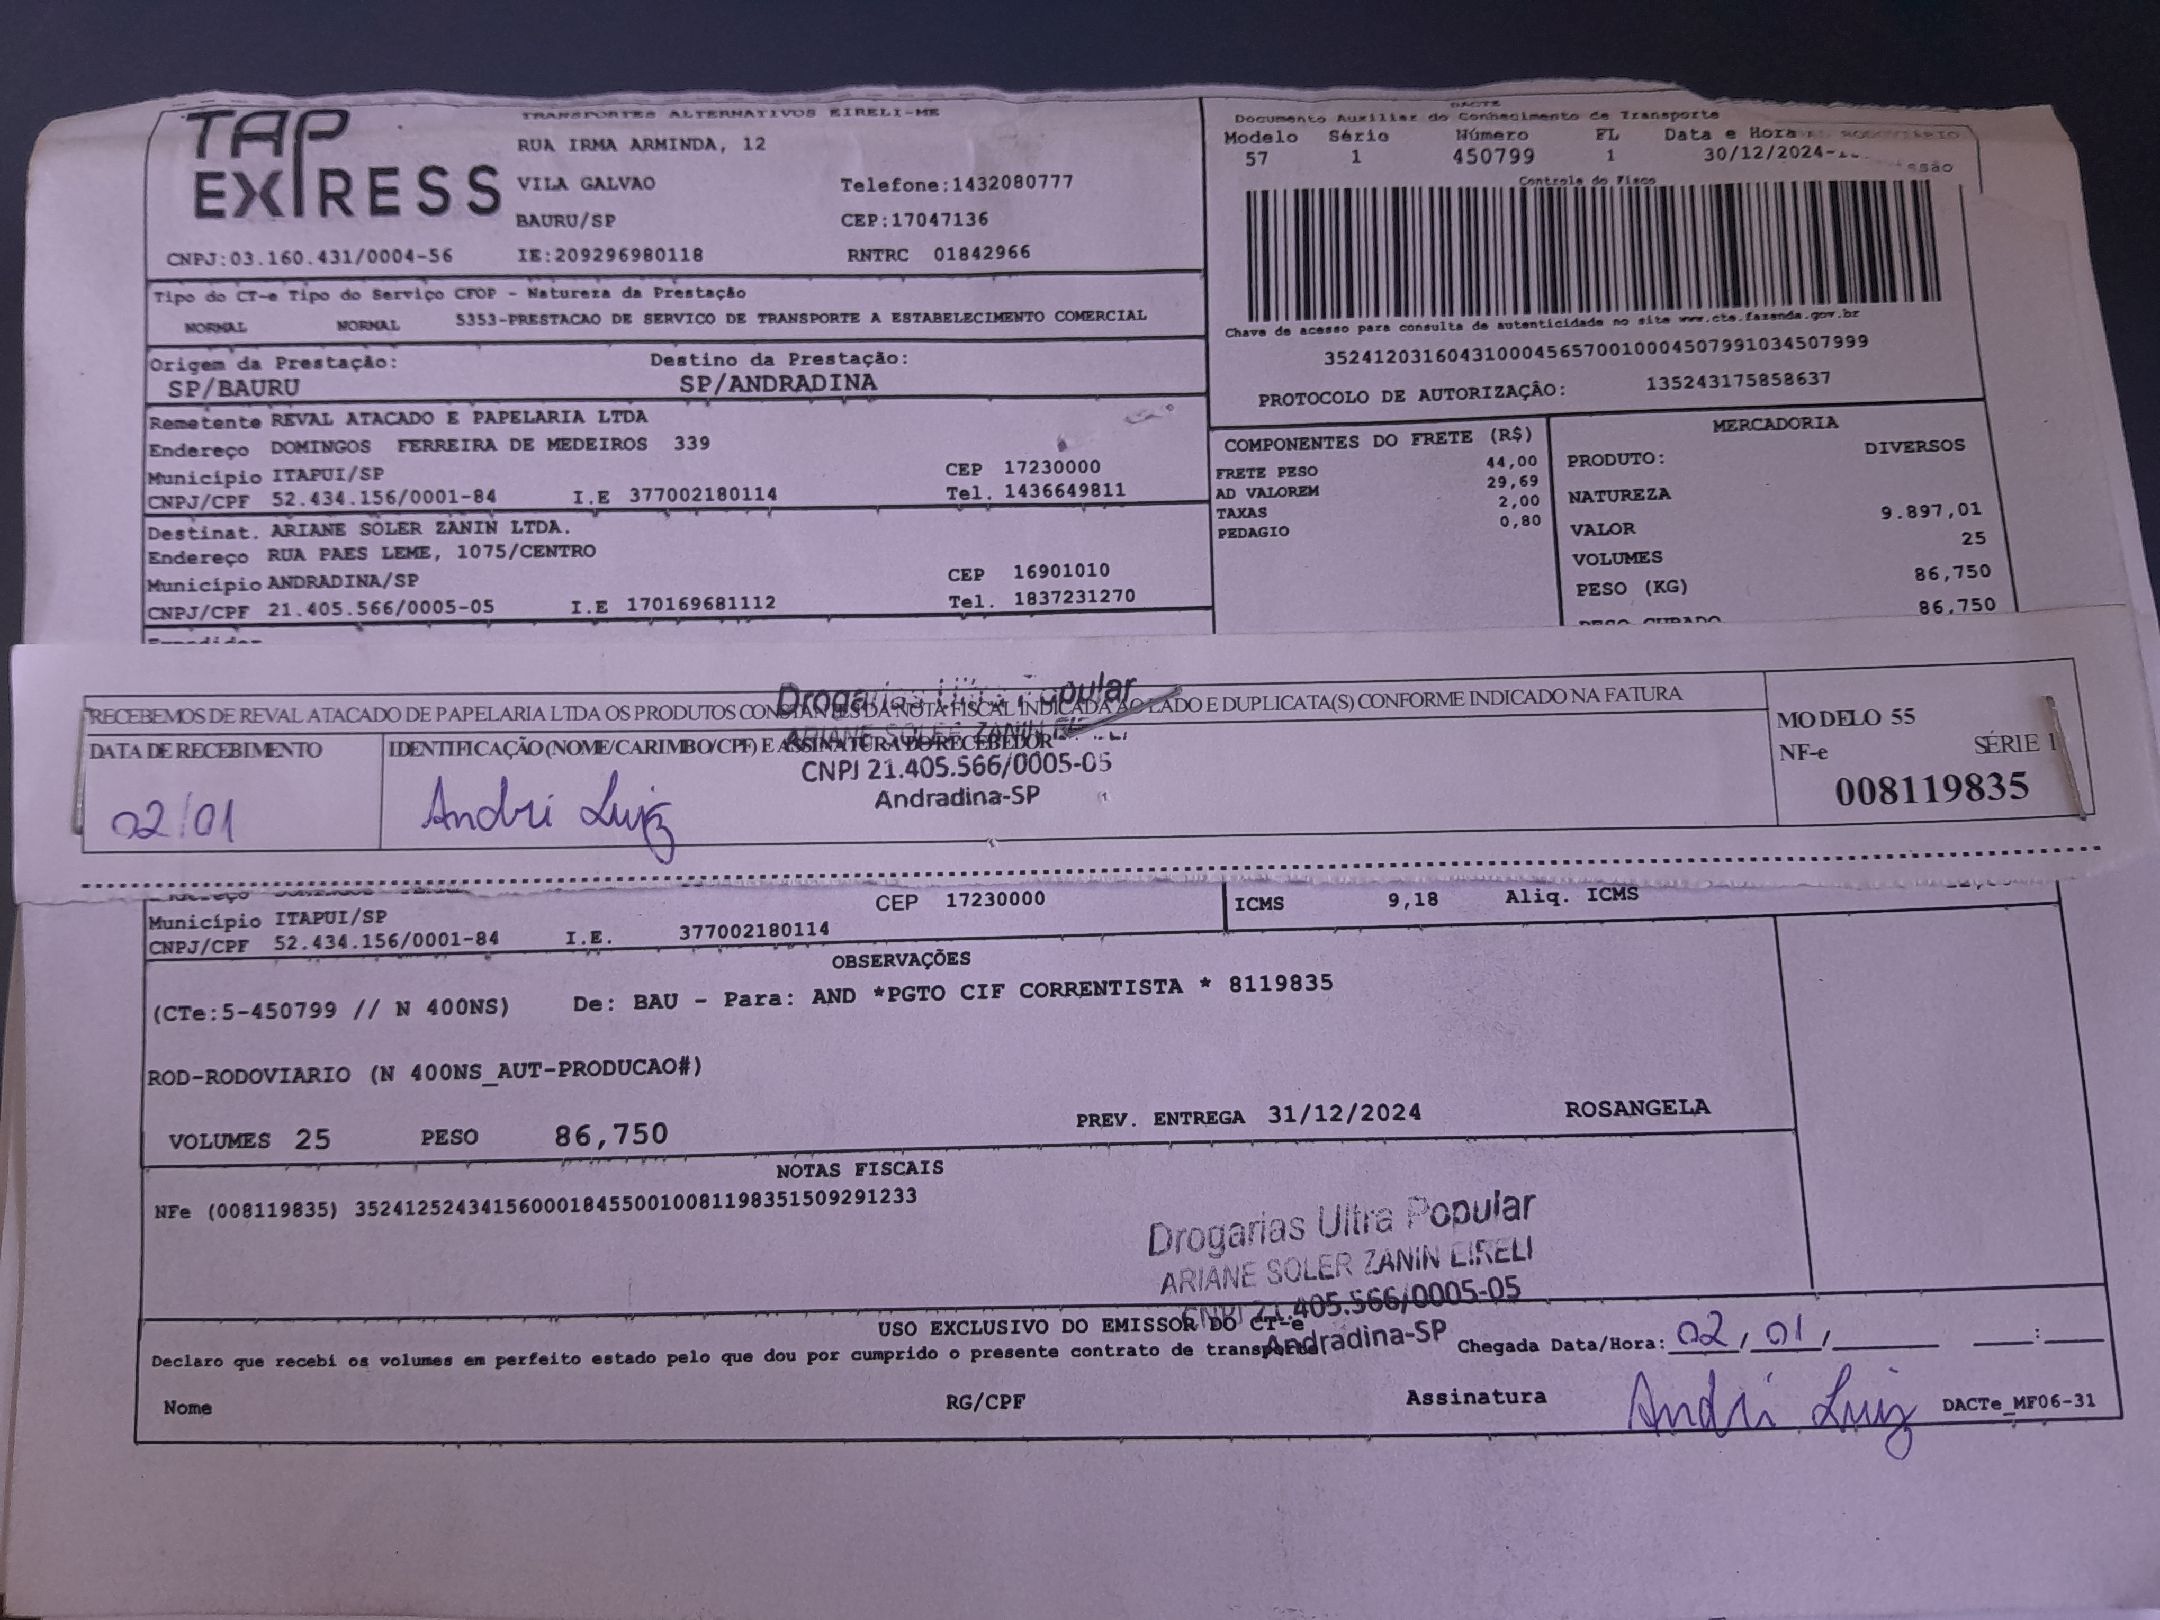 TAP EXPRESS
TRANSPORTES ALTERNATIVOS EIRELI-ME
RUA IRMA ARMINDA, 12
VILA GALVAO Telefone:1432080777
BAURU/SP CEP:17047136
CNPJ:03.160.431/0004-56 IE:209296980118 RNTRC 01842966
DACTE
Documento Auxiliar do Conhecimento de Transporte
Modelo Série Número FL Data e Hora RODOVIÁRIO
57 1 450799 1 30/12/2024-
Controle do Fisco
Chave de acesso para consulta de autenticidade no site www.cte.fazenda.gov.br
35241203160431000456570010004507991034507999
PROTOCOLO DE AUTORIZAÇÃO: 135243175858637
Tipo do CT-e Tipo do Serviço CFOP - Natureza da Prestação
NORMAL NORMAL 5353-PRESTACAO DE SERVICO DE TRANSPORTE A ESTABELECIMENTO COMERCIAL
Origem da Prestação: Destino da Prestação:
SP/BAURU SP/ANDRADINA
Remetente REVAL ATACADO E PAPELARIA LTDA
Endereço DOMINGOS FERREIRA DE MEDEIROS 339
Município ITAPUI/SP CEP 17230000
CNPJ/CPF 52.434.156/0001-84 I.E 377002180114 Tel. 1436649811
Destinat. ARIANE SOLER ZANIN LTDA.
Endereço RUA PAES LEME, 1075/CENTRO
Município ANDRADINA/SP CEP 16901010
CNPJ/CPF 21.405.566/0005-05 I.E 170169681112 Tel. 1837231270
COMPONENTES DO FRETE (R$)
FRETE PESO 44,00
AD VALOREM 29,69
TAXAS 2,00
PEDAGIO 0,80
MERCADORIA
PRODUTO: DIVERSOS
NATUREZA
VALOR 9.897,01
VOLUMES 25
PESO (KG) 86,750
PESO CUBADO 86,750
RECEBEMOS DE REVAL ATACADO DE PAPELARIA LTDA OS PRODUTOS CONSTANTES DA NOTA FISCAL INDICADA AO LADO E DUPLICATA(S) CONFORME INDICADO NA FATURA
DATA DE RECEBIMENTO IDENTIFICAÇÃO (NOME/CARIMBO/CPF) E ASSINATURA DO RECEBEDOR
02/01 André Luiz
Drogarias Ultra Popular
ARIANE SOLER ZANIN
CNPJ 21.405.566/0005-05
Andradina-SP
MODELO 55
NF-e SÉRIE 1
008119835
Município ITAPUI/SP CEP 17230000
CNPJ/CPF 52.434.156/0001-84 I.E. 377002180114
ICMS 9,18 Aliq. ICMS
OBSERVAÇÕES
(CTe:5-450799 // N 400NS) De: BAU - Para: AND *PGTO CIF CORRENTISTA * 8119835
ROD-RODOVIARIO (N 400NS_AUT-PRODUCAO#)
VOLUMES 25 PESO 86,750 PREV. ENTREGA 31/12/2024 ROSANGELA
NOTAS FISCAIS
NFe (008119835) 35241252434156000184550010081198351509291233
Drogarias Ultra Popular
ARIANE SOLER ZANIN EIRELI
CNPJ 21.405.566/0005-05
Andradina-SP
USO EXCLUSIVO DO EMISSOR DO CT-e
Declaro que recebi os volumes em perfeito estado pelo que dou por cumprido o presente contrato de transporte Chegada Data/Hora: 02/01/ :
Nome RG/CPF Assinatura André Luiz DACTe_MF06-31